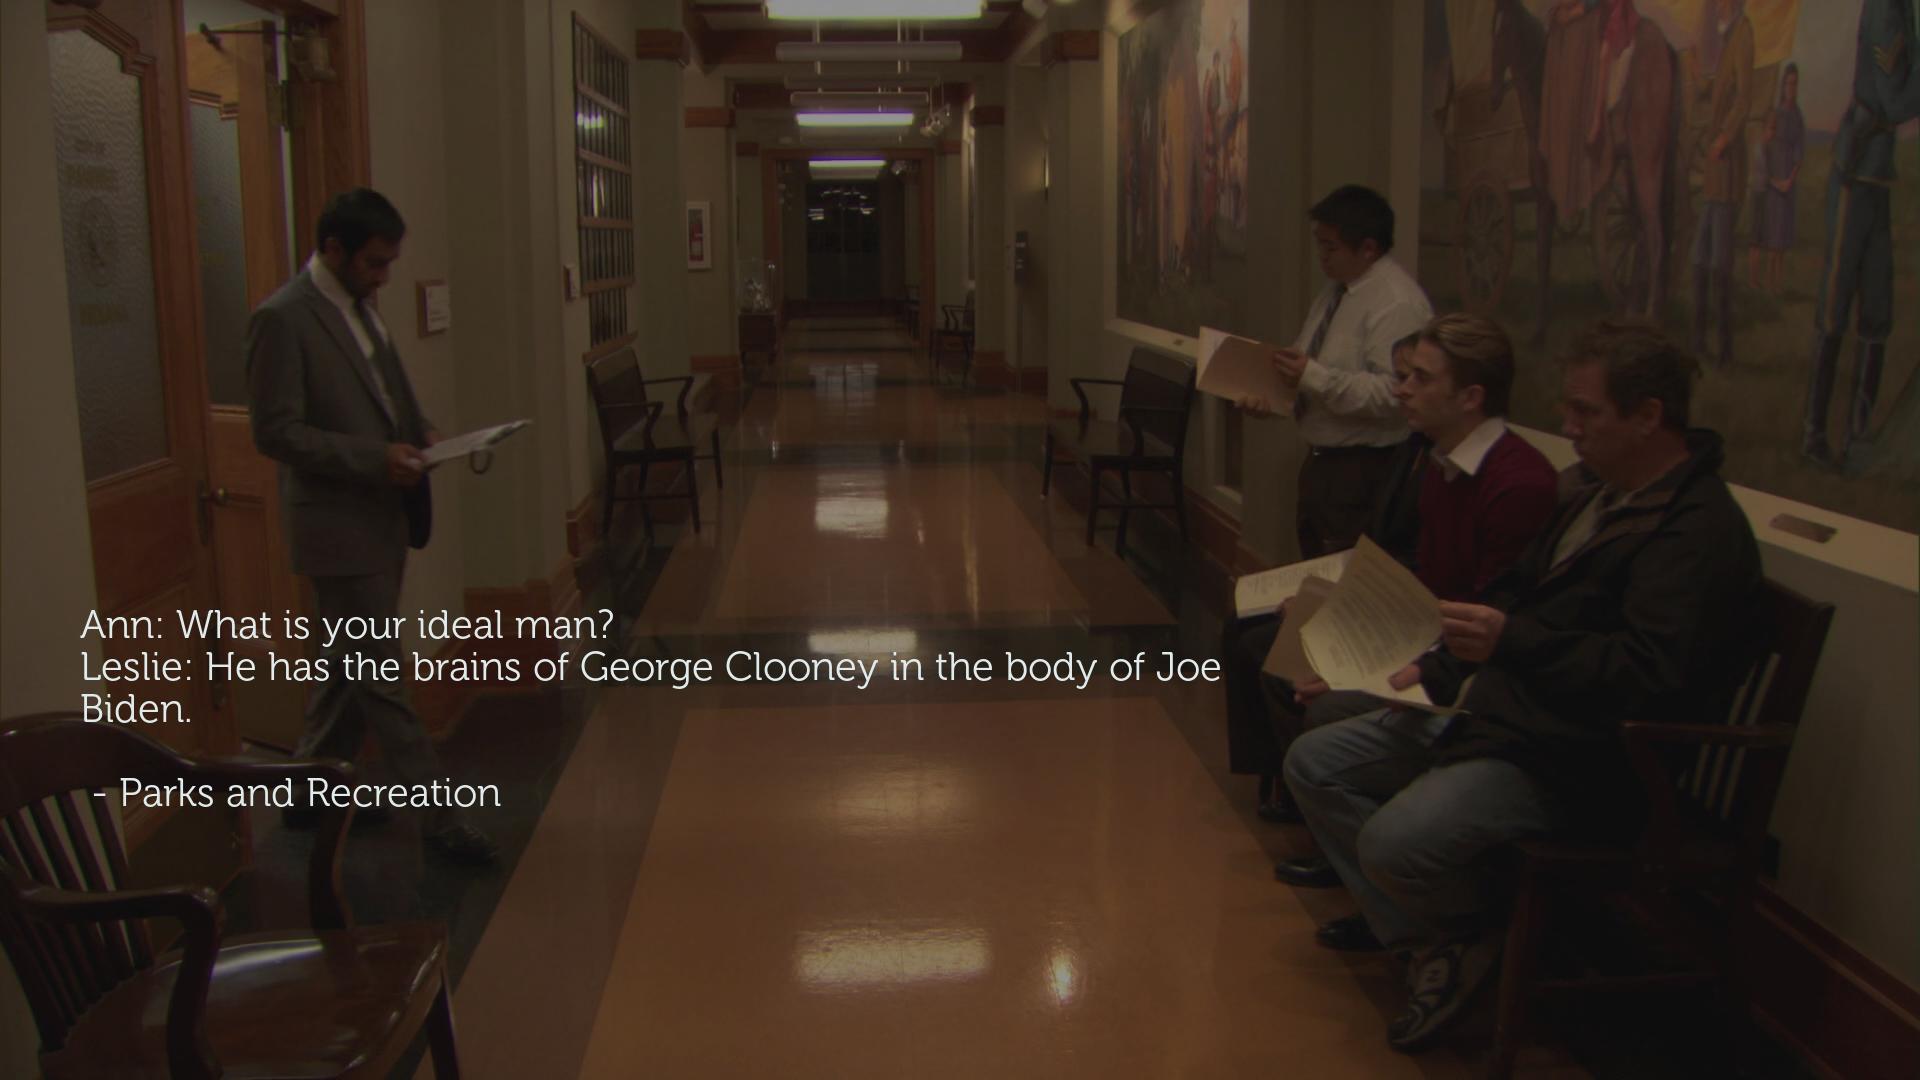 Ann: What is your ideal man?
Leslie: He has the brains of George Clooney in the body of Joe
Biden.
- Parks and Recreation